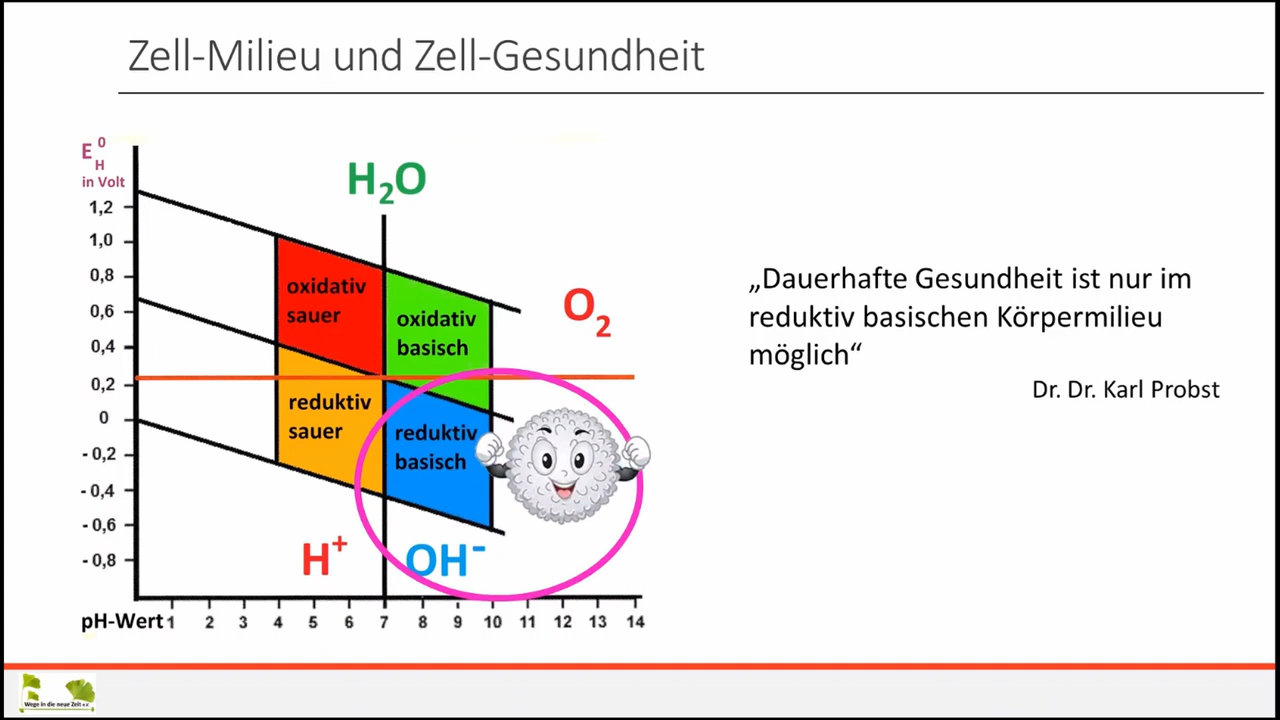 Zell-Milieu und Zell-Gesundheit
E⁰H
in Volt
1,2
1,0
0,8
0,6
0,4
0,2
0
- 0,2
- 0,4
- 0,6
- 0,8
H₂O
oxidativ
sauer
oxidativ
basisch
O₂
reduktiv
sauer
reduktiv
basisch
H⁺
OH⁻
pH-Wert 1 2 3 4 5 6 7 8 9 10 11 12 13 14
„Dauerhafte Gesundheit ist nur im
reduktiv basischen Körpermilieu
möglich“
Dr. Dr. Karl Probst
Wege in die neue Zeit e.V.